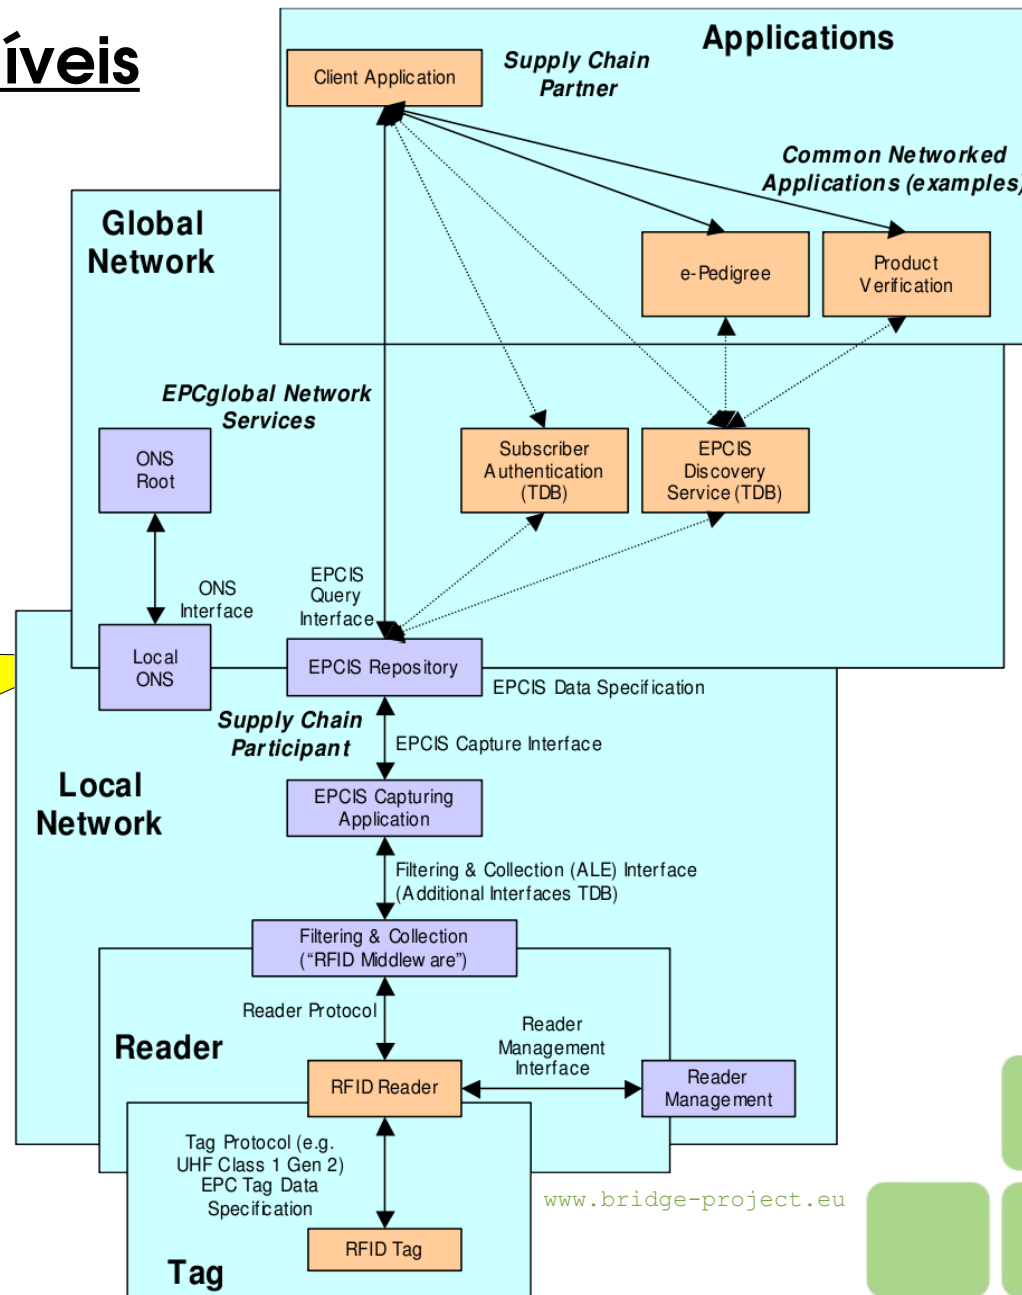 íveis
Applications
Client Application
Supply Chain
Partner
Common Networked
Applications (examples)
Global
Network
e-Pedigree
Product
Verification
EPCglobal Network
Services
ONS
Root
Subscriber
Authentication
(TDB)
EPCIS
Discovery
Service (TDB)
ONS
Interface
EPCIS
Query
Interface
Local
ONS
EPCIS Repository
EPCIS Data Specification
Supply Chain
Participant
EPCIS Capture Interface
Local
Network
EPCIS Capturing
Application
Filtering & Collection (ALE) Interface
(Additional Interfaces TDB)
Filtering & Collection
(“RFID Middleware”)
Reader Protocol
Reader
Reader
Management
Interface
RFID Reader
Reader
Management
Tag Protocol (e.g.
UHF Class 1 Gen 2)
EPC Tag Data
Specification
www.bridge-project.eu
RFID Tag
Tag